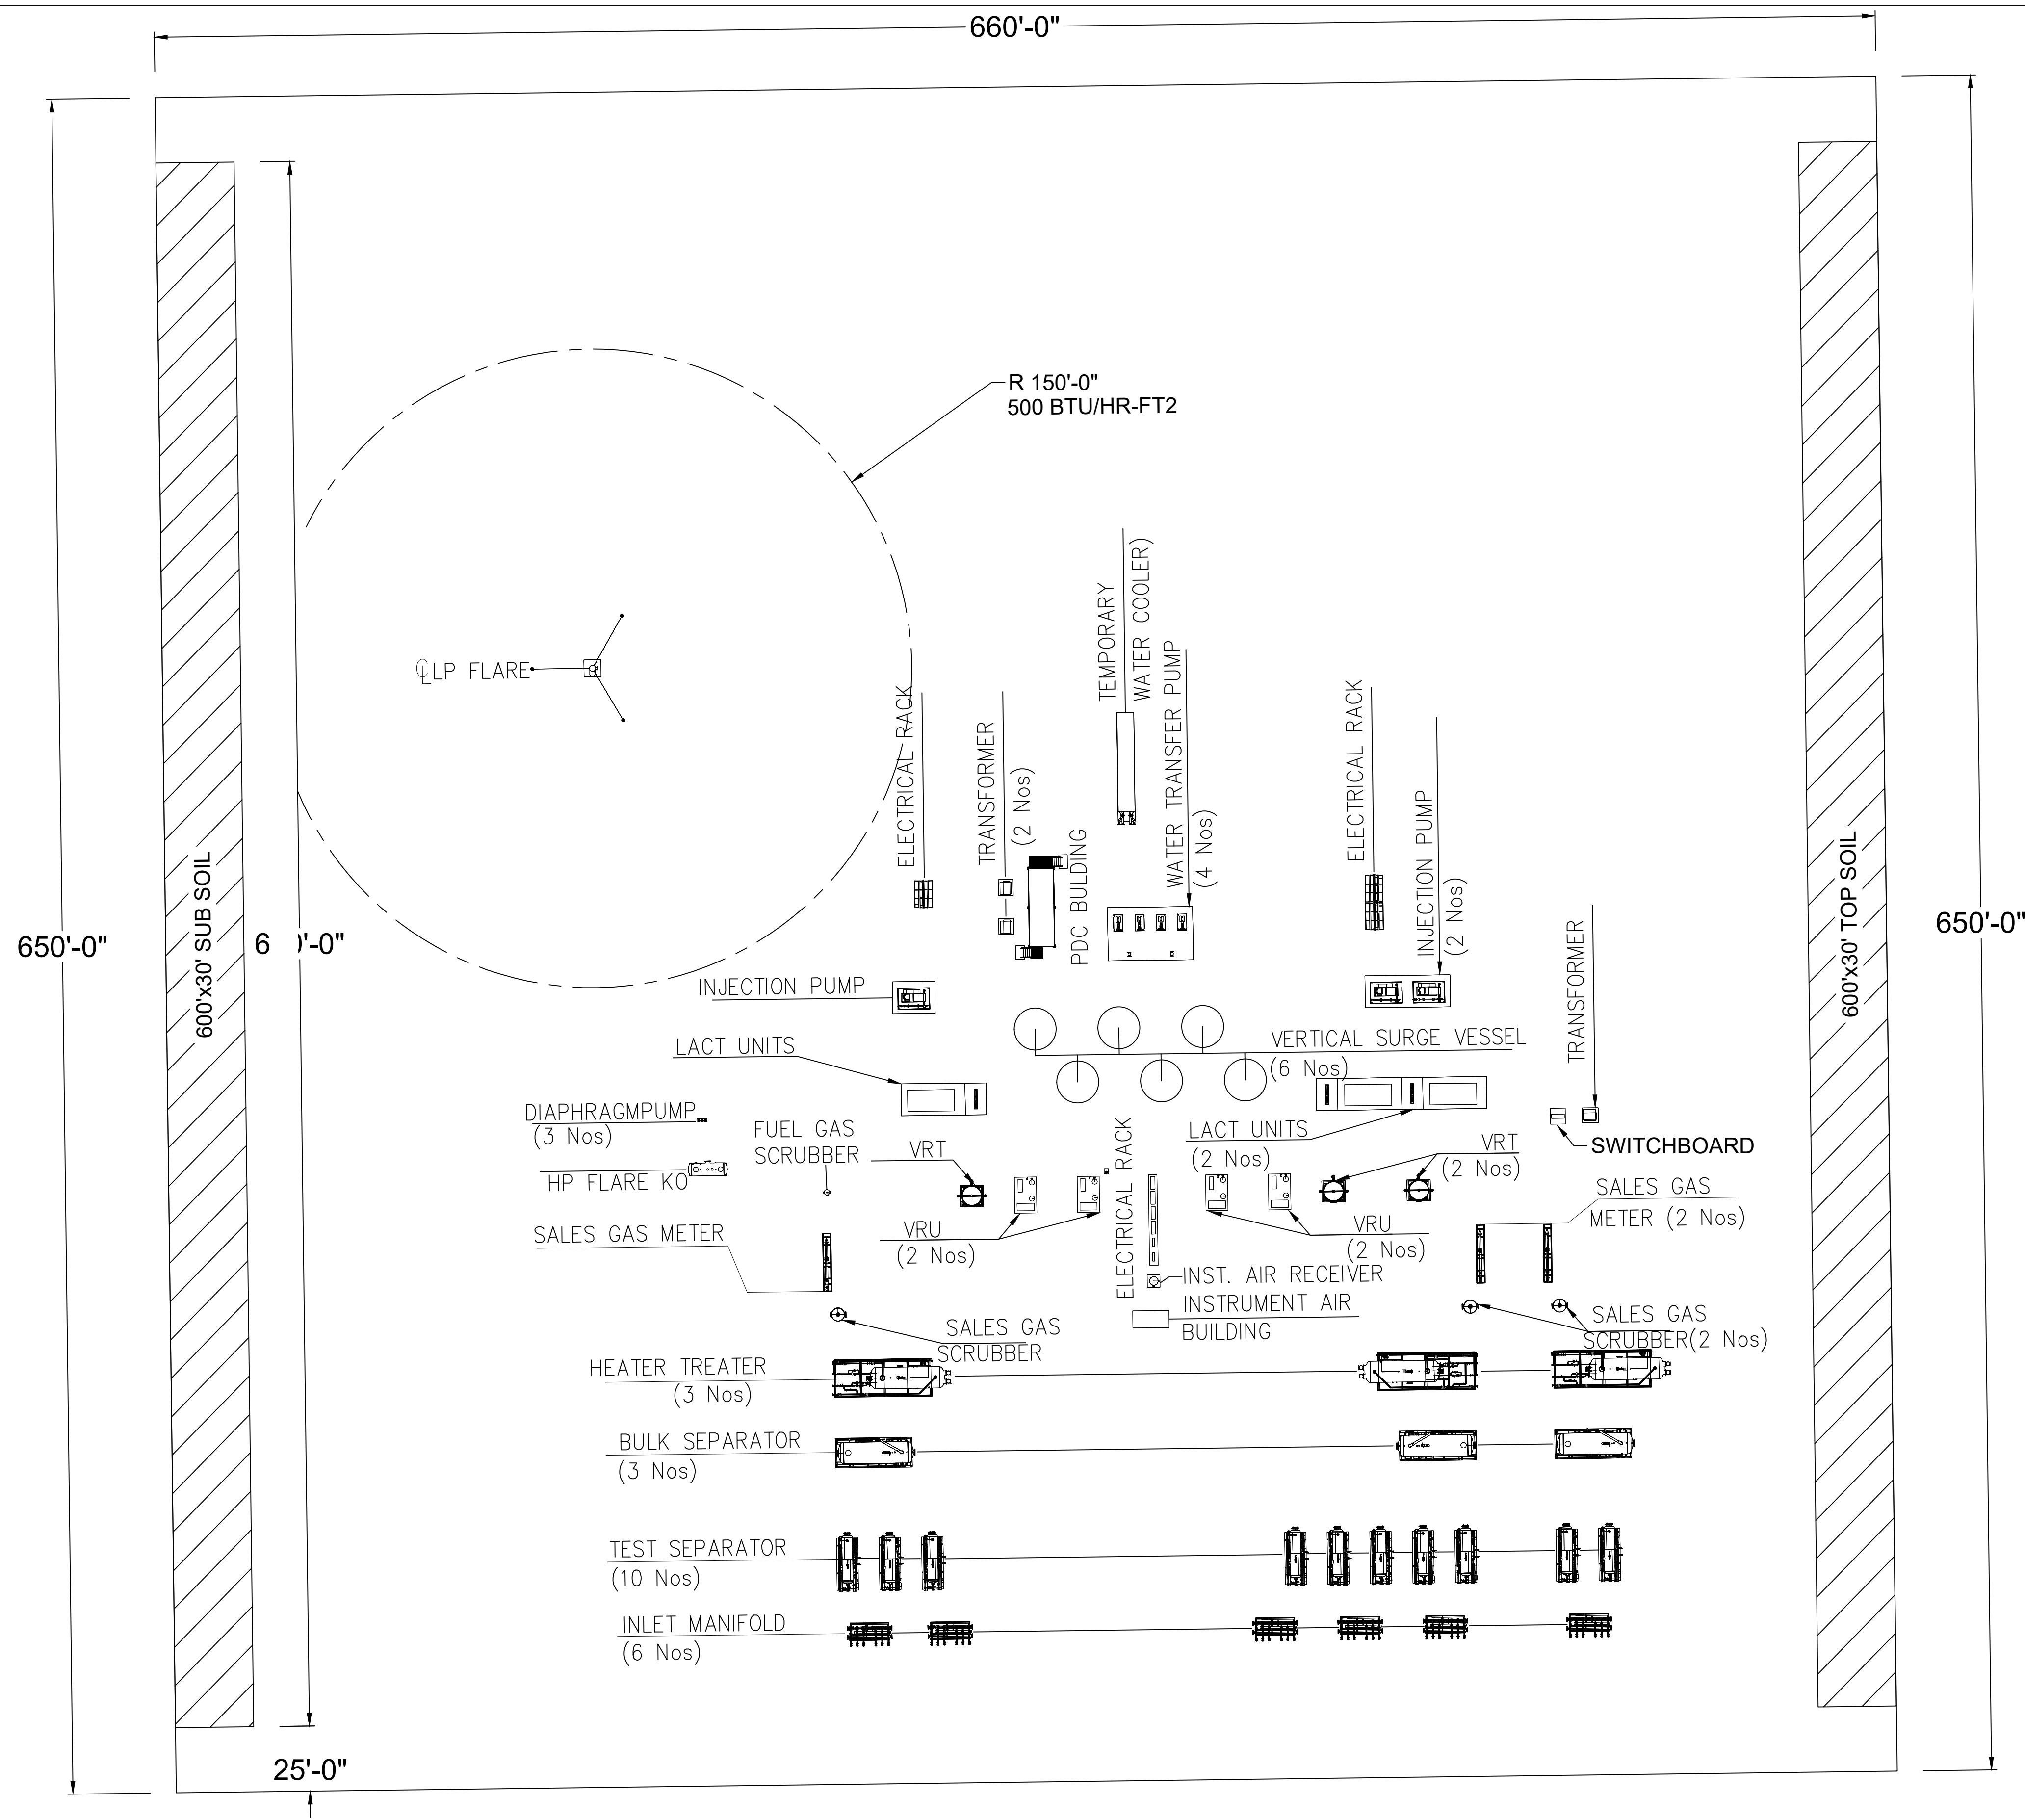 660'-0"
R 150'-0"
500 BTU/HR-FT2
TEMPORARY
WATER COOLER)
WATER TRANSFER PUMP
(4 Nos)
℄LP FLARE
ELECTRICAL RACK
TRANSFORMER
(2 Nos)
ELECTRICAL RACK
INJECTION PUMP
(2 Nos)
PDC BULDING
600'x30' SUB SOIL
600'x30' TOP SOIL
650'-0"
650'-0"
TRANSFORMER
INJECTION PUMP
LACT UNITS
VERTICAL SURGE VESSEL
(6 Nos)
DIAPHRAGMPUMP
(3 Nos)
FUEL GAS
SCRUBBER
VRT
ELECTRICAL RACK
LACT UNITS
(2 Nos)
VRT
(2 Nos)
SWITCHBOARD
HP FLARE KO
SALES GAS
METER (2 Nos)
SALES GAS METER
VRU
(2 Nos)
VRU
(2 Nos)
INST. AIR RECEIVER
INSTRUMENT AIR
BUILDING
SALES GAS
SCRUBBER
SALES GAS
SCRUBBER(2 Nos)
HEATER TREATER
(3 Nos)
BULK SEPARATOR
(3 Nos)
TEST SEPARATOR
(10 Nos)
INLET MANIFOLD
(6 Nos)
25'-0"